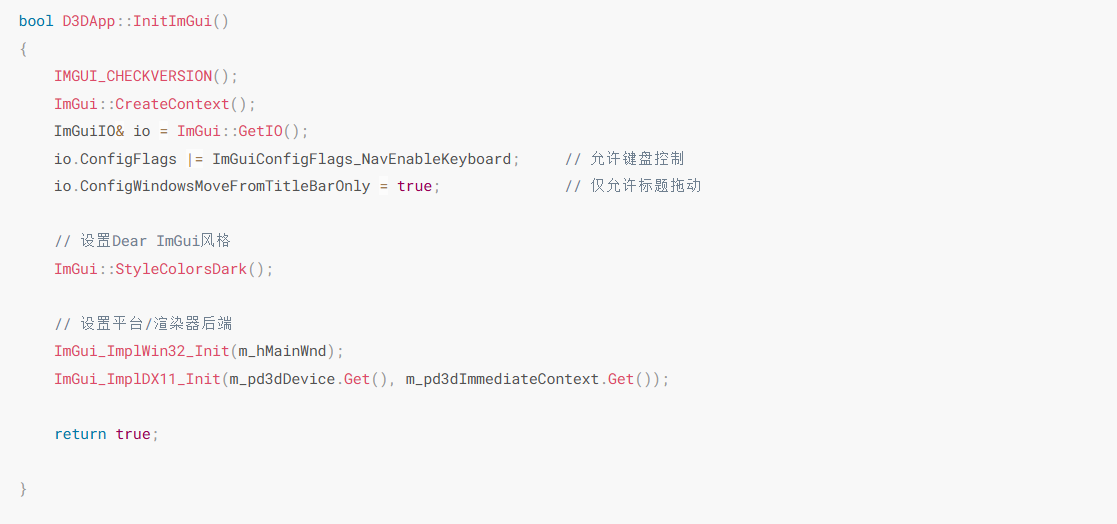 bool D3DApp::InitImGui()
{
    IMGUI_CHECKVERSION();
    ImGui::CreateContext();
    ImGuiIO& io = ImGui::GetIO();
    io.ConfigFlags |= ImGuiConfigFlags_NavEnableKeyboard;     // 允许键盘控制
    io.ConfigWindowsMoveFromTitleBarOnly = true;              // 仅允许标题拖动

    // 设置Dear ImGui风格
    ImGui::StyleColorsDark();

    // 设置平台/渲染器后端
    ImGui_ImplWin32_Init(m_hMainWnd);
    ImGui_ImplDX11_Init(m_pd3dDevice.Get(), m_pd3dImmediateContext.Get());

    return true;

}